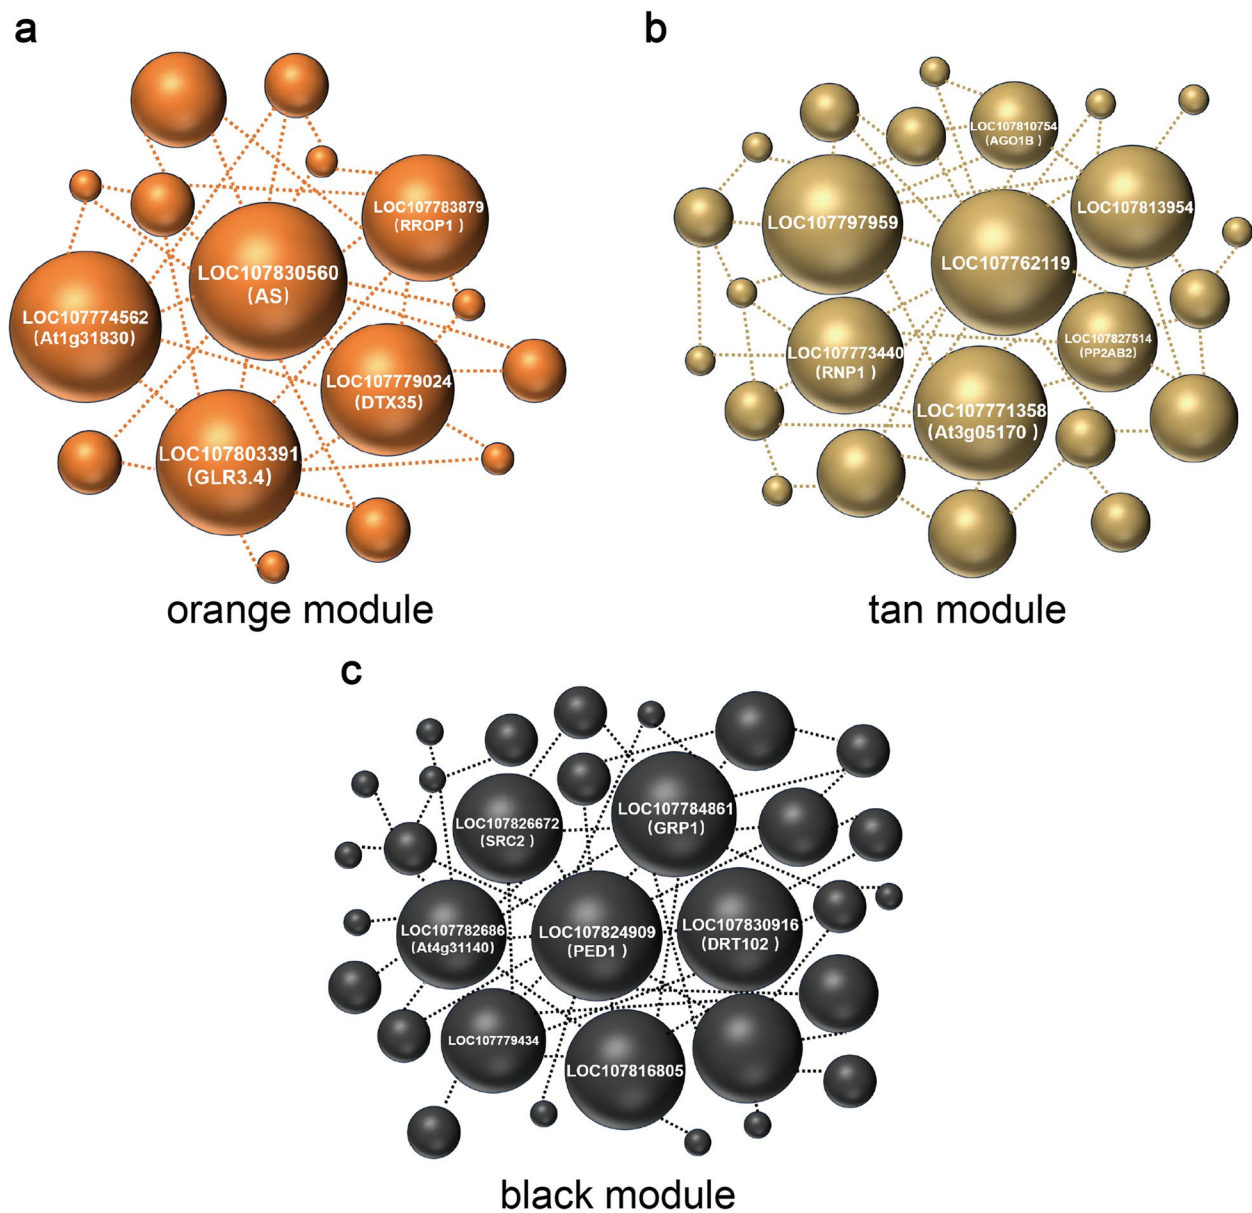 a
b
LOC107783879
(RROP1 )
LOC107830560
(AS)
LOC107774562
(At1g31830)
LOC107779024
(DTX35)
LOC107803391
(GLR3.4)
orange module
LOC107810754
(AGO1B )
LOC107797959
LOC107813954
LOC107762119
LOC107827514
(PP2AB2)
LOC107773440
(RNP1 )
LOC107771358
(At3g05170 )
tan module
c
LOC107784861
(GRP1)
LOC107826672
(SRC2 )
LOC107782686
(At4g31140)
LOC107824909
(PED1 )
LOC107830916
(DRT102 )
LOC107779434
LOC107816805
black module